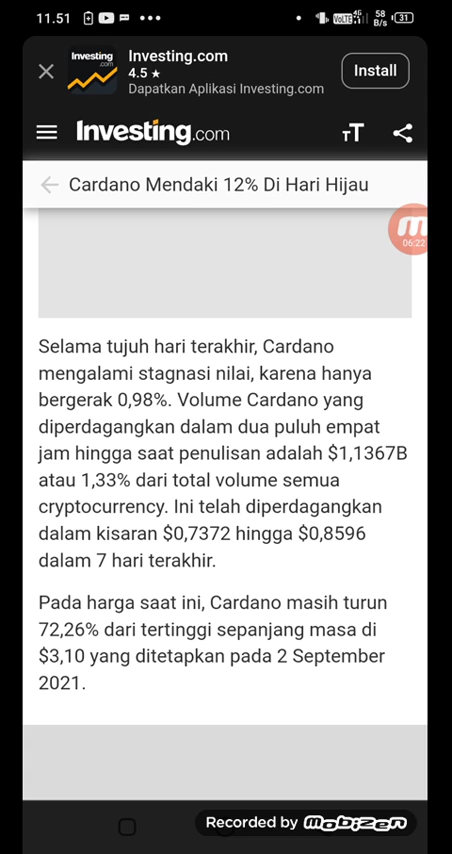 11.51
VoLTE 4G 58 B/s 31
Investing.com
Investing.com
4.5 ★
Dapatkan Aplikasi Investing.com
Install
Investing.com
TT
Cardano Mendaki 12% Di Hari Hijau
06:22
Selama tujuh hari terakhir, Cardano
mengalami stagnasi nilai, karena hanya
bergerak 0,98%. Volume Cardano yang
diperdagangkan dalam dua puluh empat
jam hingga saat penulisan adalah $1,1367B
atau 1,33% dari total volume semua
cryptocurrency. Ini telah diperdagangkan
dalam kisaran $0,7372 hingga $0,8596
dalam 7 hari terakhir.
Pada harga saat ini, Cardano masih turun
72,26% dari tertinggi sepanjang masa di
$3,10 yang ditetapkan pada 2 September
2021.
Recorded by mobizen